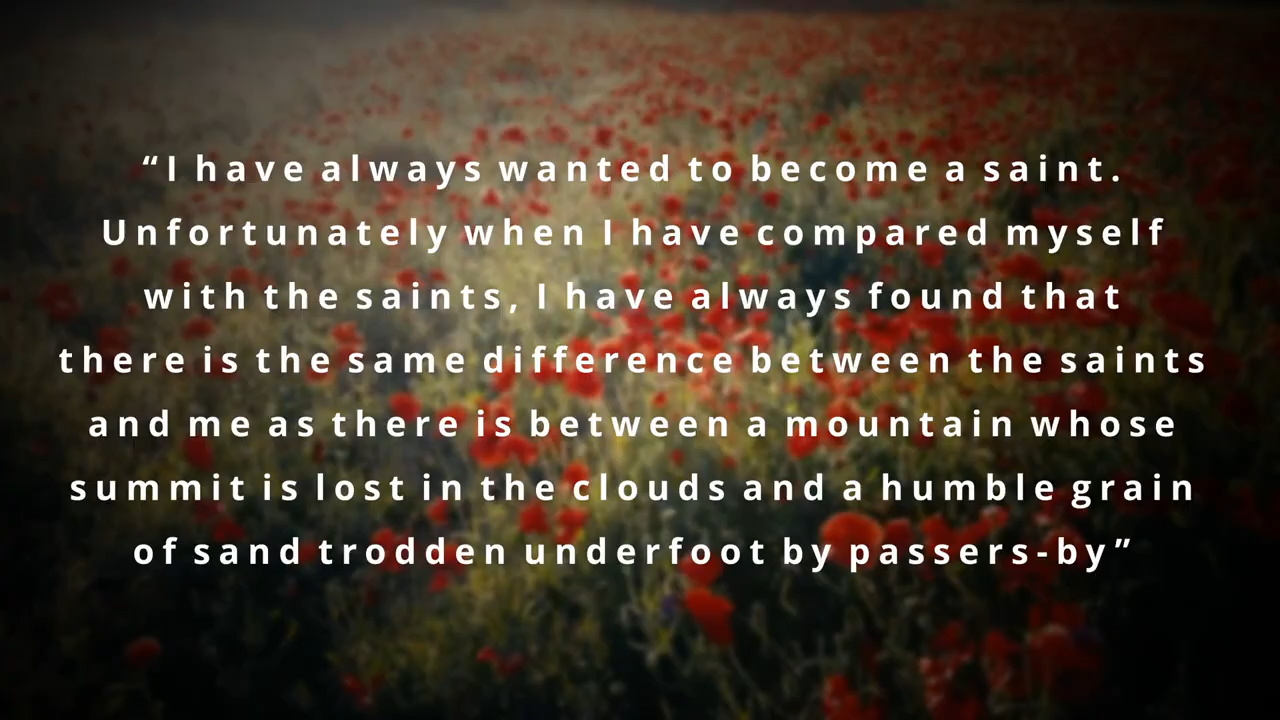 “I have always wanted to become a saint.
Unfortunately when I have compared myself
with the saints, I have always found that
there is the same difference between the saints
and me as there is between a mountain whose
summit is lost in the clouds and a humble grain
of sand trodden underfoot by passers-by”